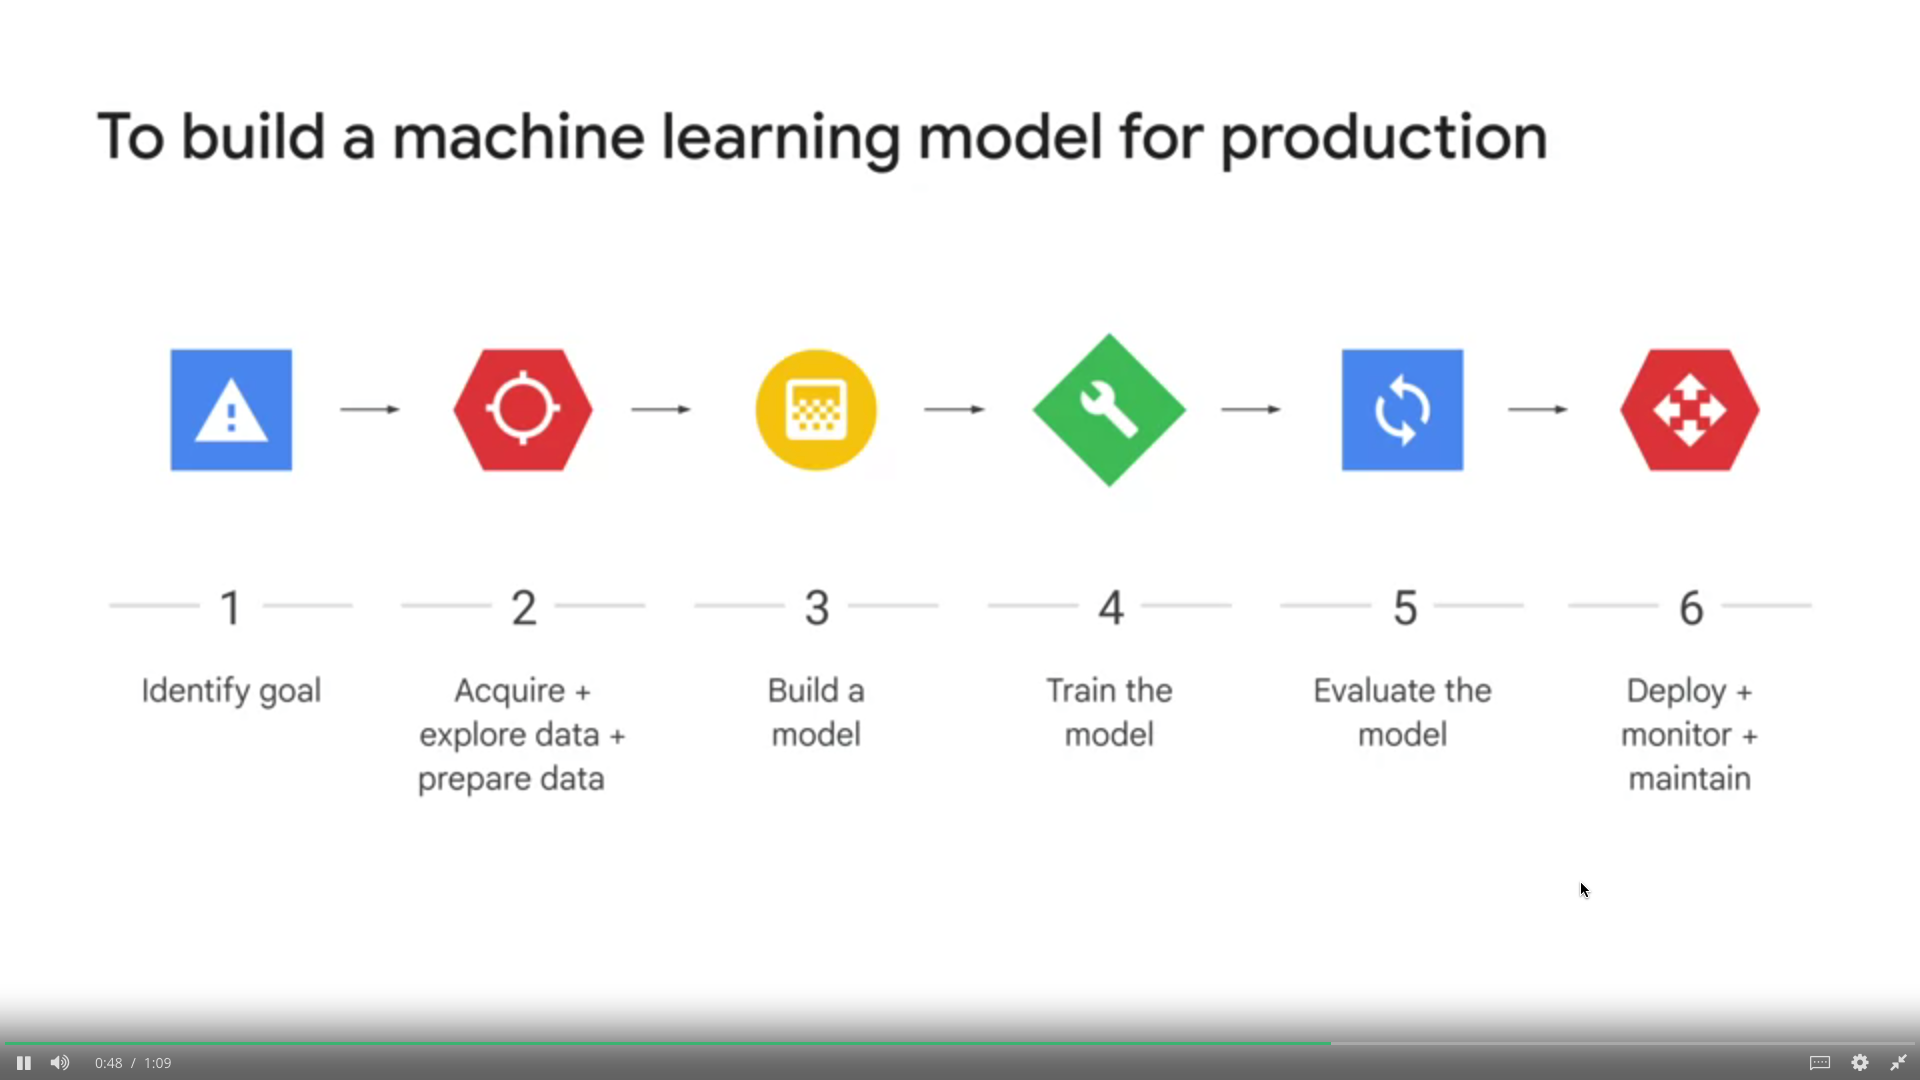 To build a machine learning model for production
1
Identify goal
2
Acquire +
explore data +
prepare data
3
Build a
model
4
Train the
model
5
Evaluate the
model
6
Deploy +
monitor +
maintain
0:48 / 1:09